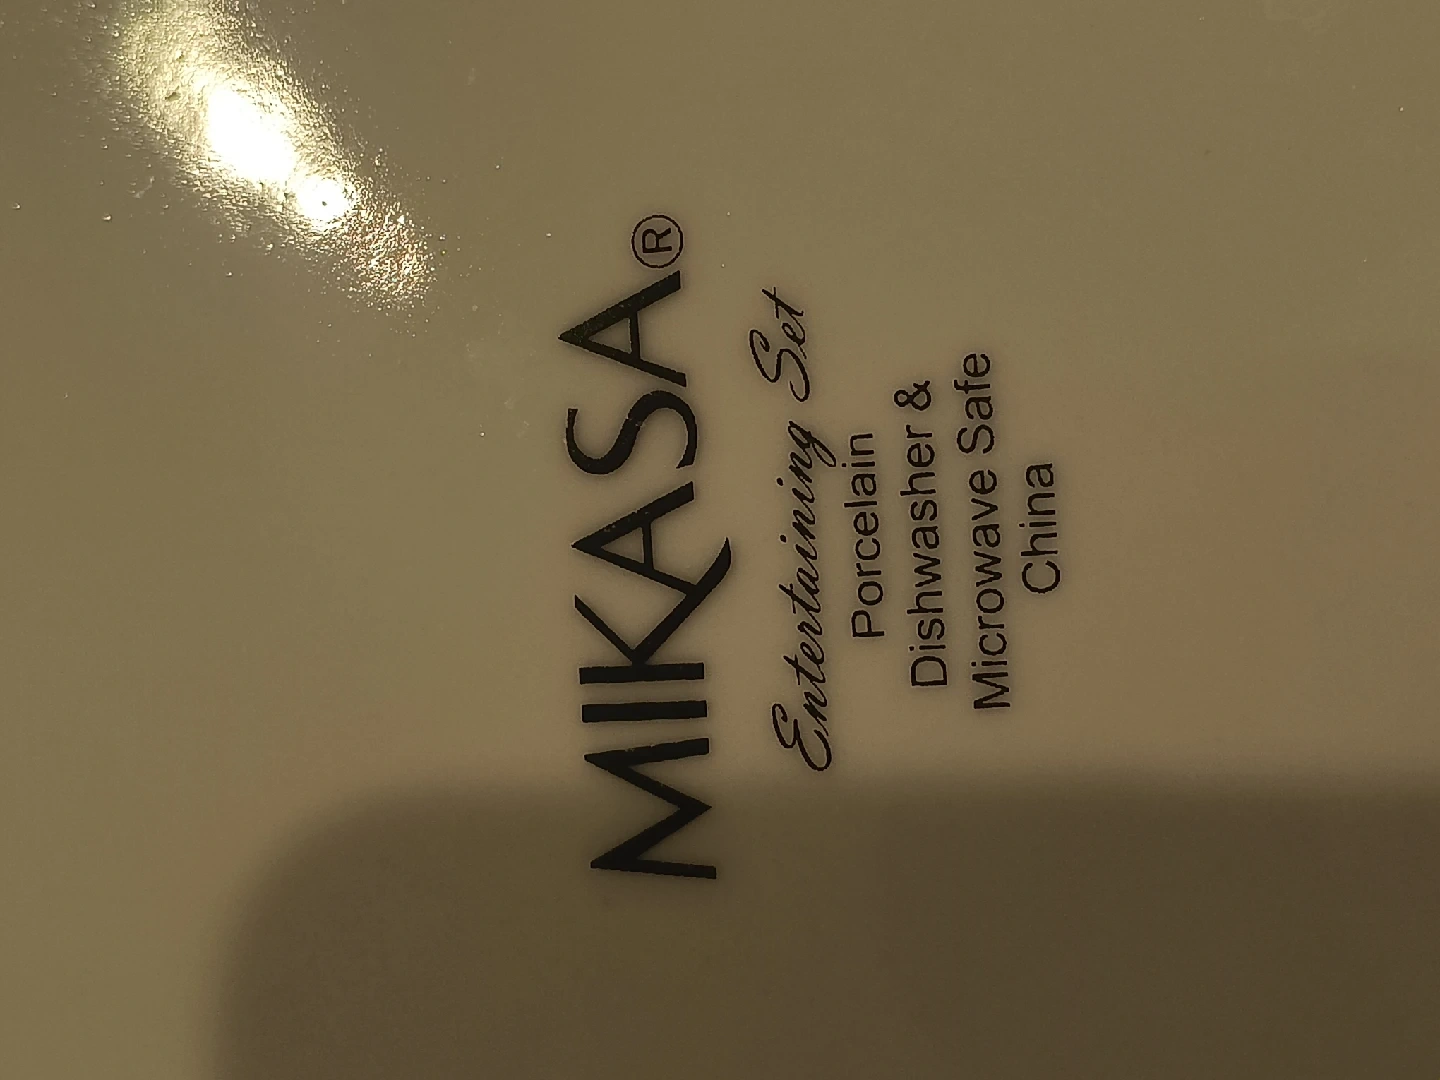 MIKASA®
Entertaining Set
Porcelain
Dishwasher &
Microwave Safe
China